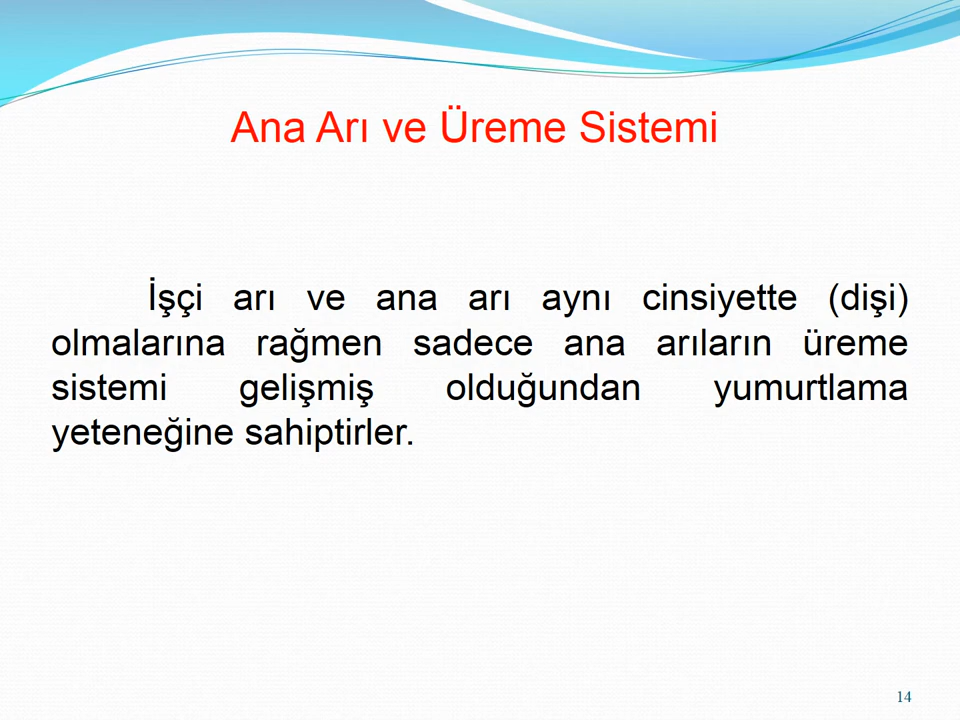 Ana Arı ve Üreme Sistemi
İşçi arı ve ana arı aynı cinsiyette (dişi)
olmalarına rağmen sadece ana arıların üreme
sistemi gelişmiş olduğundan yumurtlama
yeteneğine sahiptirler.
14